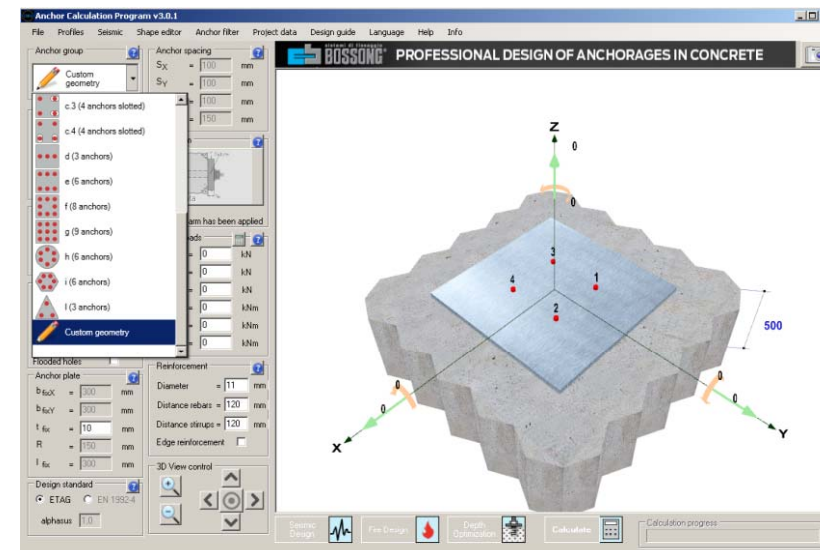 Anchor Calculation Program v3.0.1
File Profiles Seismic Shape editor Anchor filter Project data Design guide Language Help Info
Anchor group
Custom geometry
c.3 (4 anchors slotted)
c.4 (4 anchors slotted)
d (3 anchors)
e (6 anchors)
f (8 anchors)
g (9 anchors)
h (6 anchors)
i (6 anchors)
l (3 anchors)
Custom geometry
Flooded holes
Anchor plate
b fixX = 300 mm
b fixY = 300 mm
t fix = 10 mm
R = 150 mm
l fix = 300 mm
Design standard
ETAG EN 1992-4
alphasus 1,0
Anchor spacing
SX = 100 mm
SY = 100 mm
= 100 mm
= 150 mm
arm has been applied
= 0 kN
= 0 kN
= 0 kN
= 0 kNm
= 0 kNm
= 0 kNm
Reinforcement
Diameter = 11 mm
Distance rebars = 120 mm
Distance stirrups = 120 mm
Edge reinforcement
3D View control
sistemi di fissaggio
BOSSONG PROFESSIONAL DESIGN OF ANCHORAGES IN CONCRETE
Z
0
0
3
4
1
2
500
0
0
0
0
X
Y
Seismic Design
Fire Design
Depth Optimization
Calculate
Calculation progress